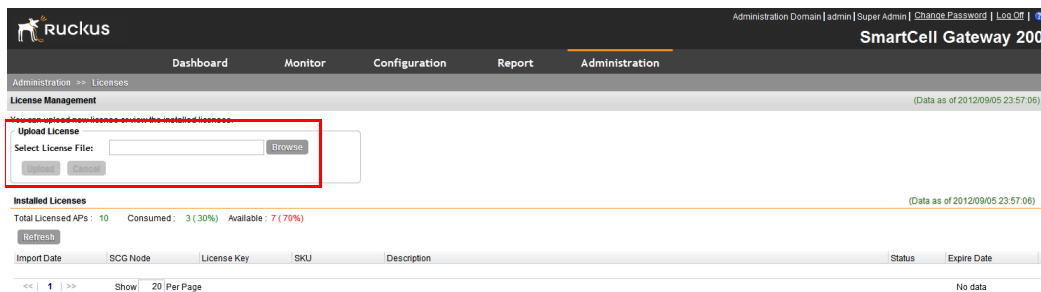 Administration Domain | admin | Super Admin | Change Password | Log Off |
Ruckus
SmartCell Gateway 200
Dashboard Monitor Configuration Report Administration
Administration >> Licenses
License Management (Data as of 2012/09/05 23:57:06)
You can upload new license or view the installed licenses.
Upload License
Select License File: Browse
Upload Cancel
Installed Licenses (Data as of 2012/09/05 23:57:06)
Total Licensed APs : 10 Consumed : 3 ( 30%) Available : 7 ( 70%)
Refresh
Import Date SCG Node License Key SKU Description Status Expire Date
<< | 1 | >> Show 20 Per Page No data